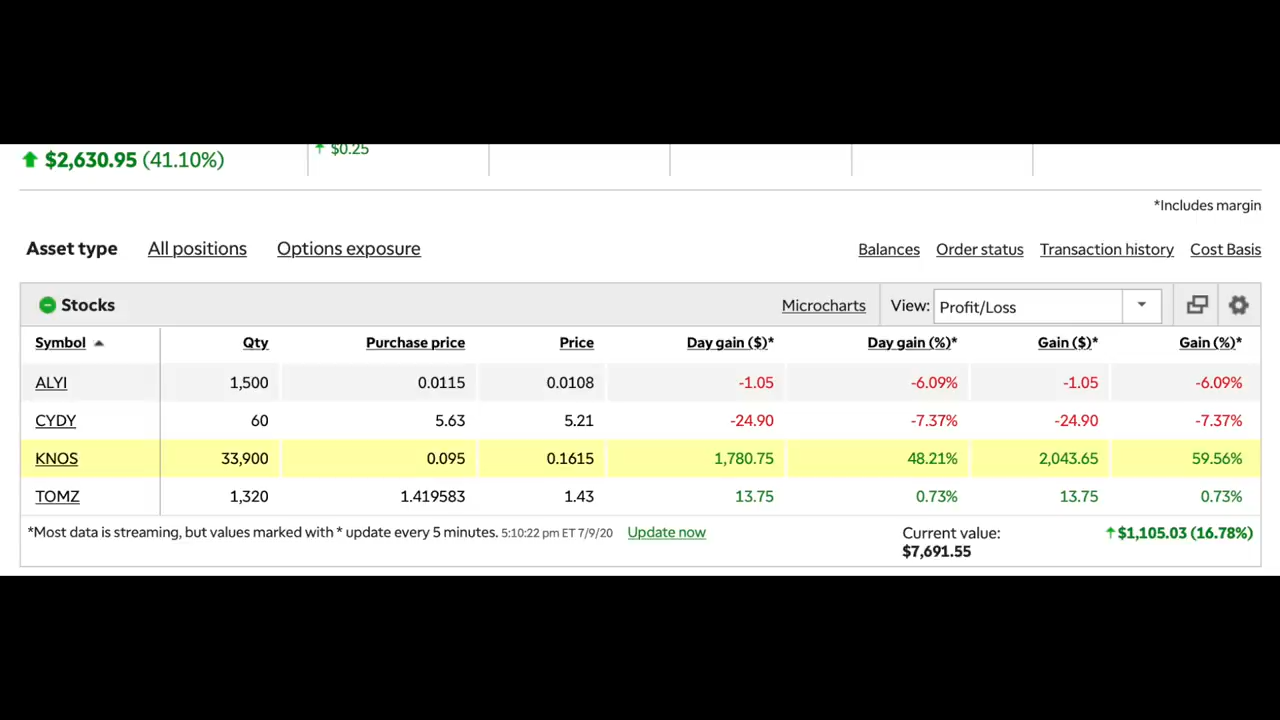 $2,630.95 (41.10%) $0.25
*Includes margin
Asset type All positions Options exposure Balances Order status Transaction history Cost Basis
Stocks Microcharts View: Profit/Loss
Symbol Qty Purchase price Price Day gain ($)* Day gain (%)* Gain ($)* Gain (%)*
ALYI 1,500 0.0115 0.0108 -1.05 -6.09% -1.05 -6.09%
CYDY 60 5.63 5.21 -24.90 -7.37% -24.90 -7.37%
KNOS 33,900 0.095 0.1615 1,780.75 48.21% 2,043.65 59.56%
TOMZ 1,320 1.419583 1.43 13.75 0.73% 13.75 0.73%
*Most data is streaming, but values marked with * update every 5 minutes. 5:10:22 pm ET 7/9/20 Update now Current value: $1,105.03 (16.78%)
$7,691.55